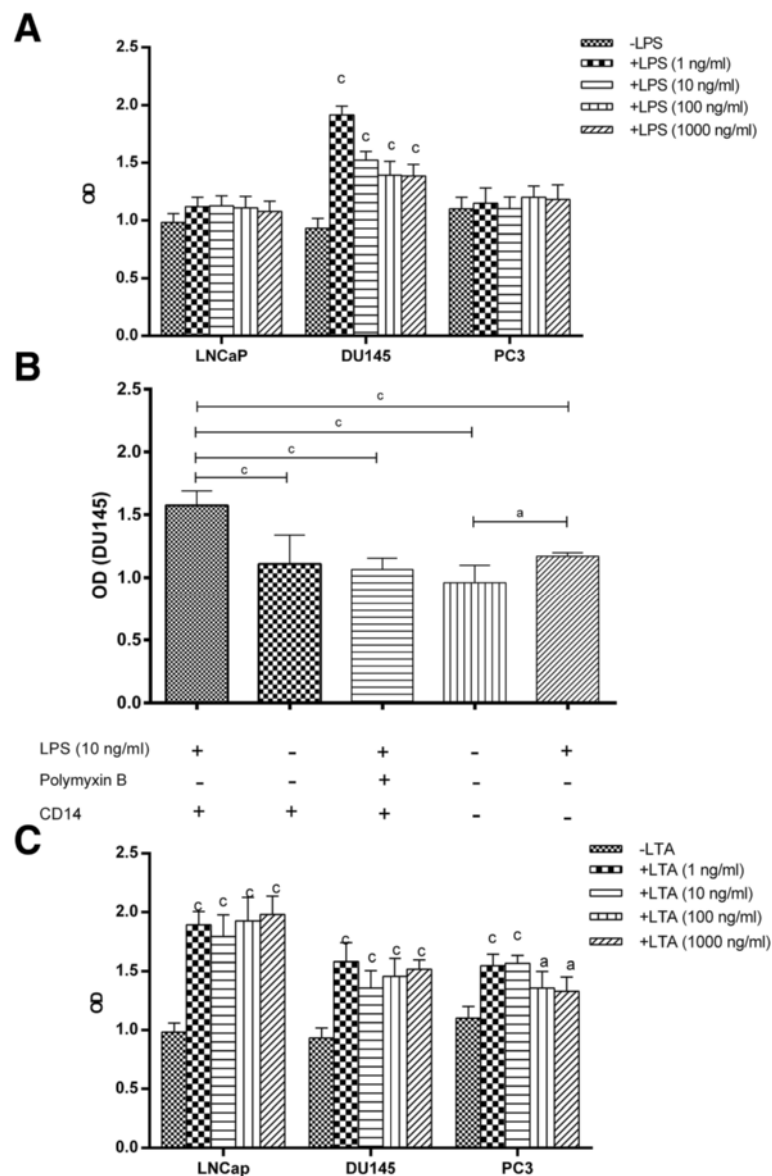 A
2.5
2.0
1.5
1.0
0.5
0.0
OD
c
c
c
c
LNCaP
DU145
PC3
-LPS
+LPS (1 ng/ml)
+LPS (10 ng/ml)
+LPS (100 ng/ml)
+LPS (1000 ng/ml)
B
2.5
2.0
1.5
1.0
0.5
0.0
OD (DU145)
c
c
c
c
a
LPS (10 ng/ml) + - + - +
Polymyxin B - - + - -
CD14 + + + - -
C
2.5
2.0
1.5
1.0
0.5
0.0
OD
c c c c
c c c c
c c a a
LNCap
DU145
PC3
-LTA
+LTA (1 ng/ml)
+LTA (10 ng/ml)
+LTA (100 ng/ml)
+LTA (1000 ng/ml)